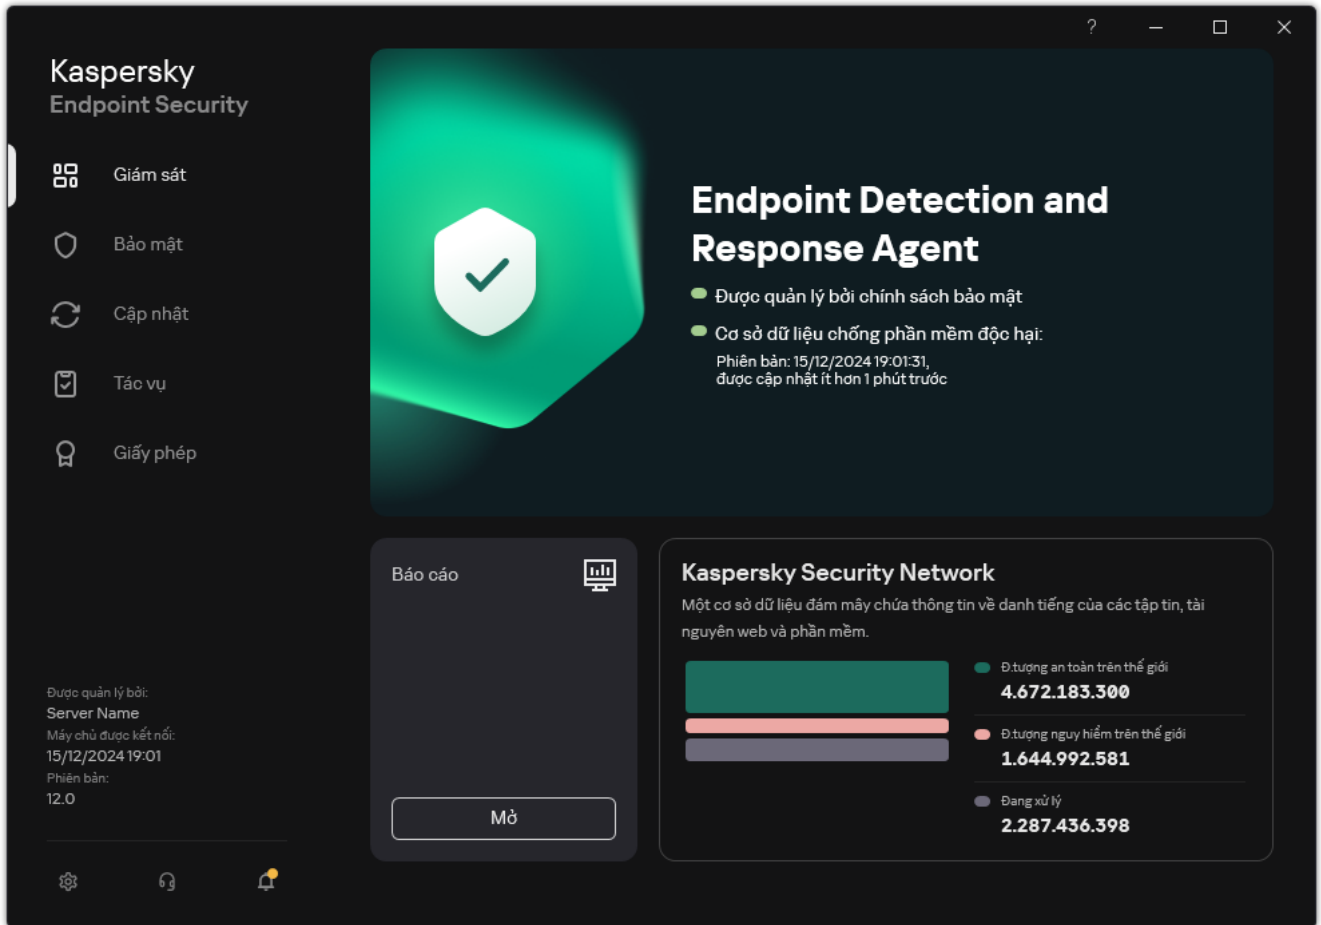 Kaspersky
Endpoint Security
Giám sát
Bảo mật
Cập nhật
Tác vụ
Giấy phép
Được quản lý bởi:
Server Name
Máy chủ được kết nối:
15/12/2024 19:01
Phiên bản:
12.0
?
Endpoint Detection and
Response Agent
Được quản lý bởi chính sách bảo mật
Cơ sở dữ liệu chống phần mềm độc hại:
Phiên bản: 15/12/2024 19:01:31,
được cập nhật ít hơn 1 phút trước
Báo cáo
Mở
Kaspersky Security Network
Một cơ sở dữ liệu đám mây chứa thông tin về danh tiếng của các tập tin, tài
nguyên web và phần mềm.
Đ.tượng an toàn trên thế giới
4.672.183.300
Đ.tượng nguy hiểm trên thế giới
1.644.992.581
Đang xử lý
2.287.436.398